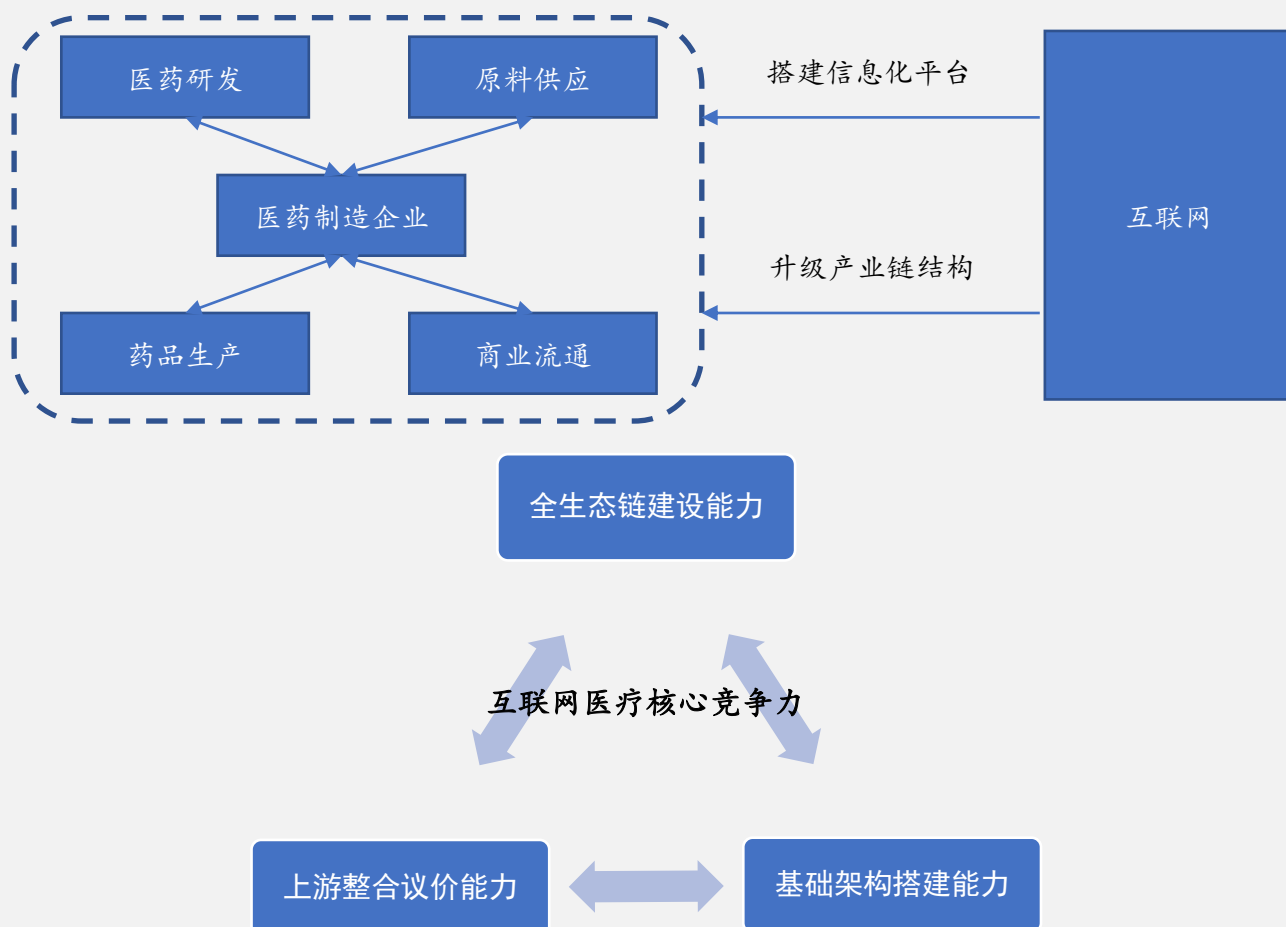 医药研发
原料供应
搭建信息化平台
医药制造企业
互联网
升级产业链结构
药品生产
商业流通
全生态链建设能力
互联网医疗核心竞争力
上游整合议价能力
基础架构搭建能力